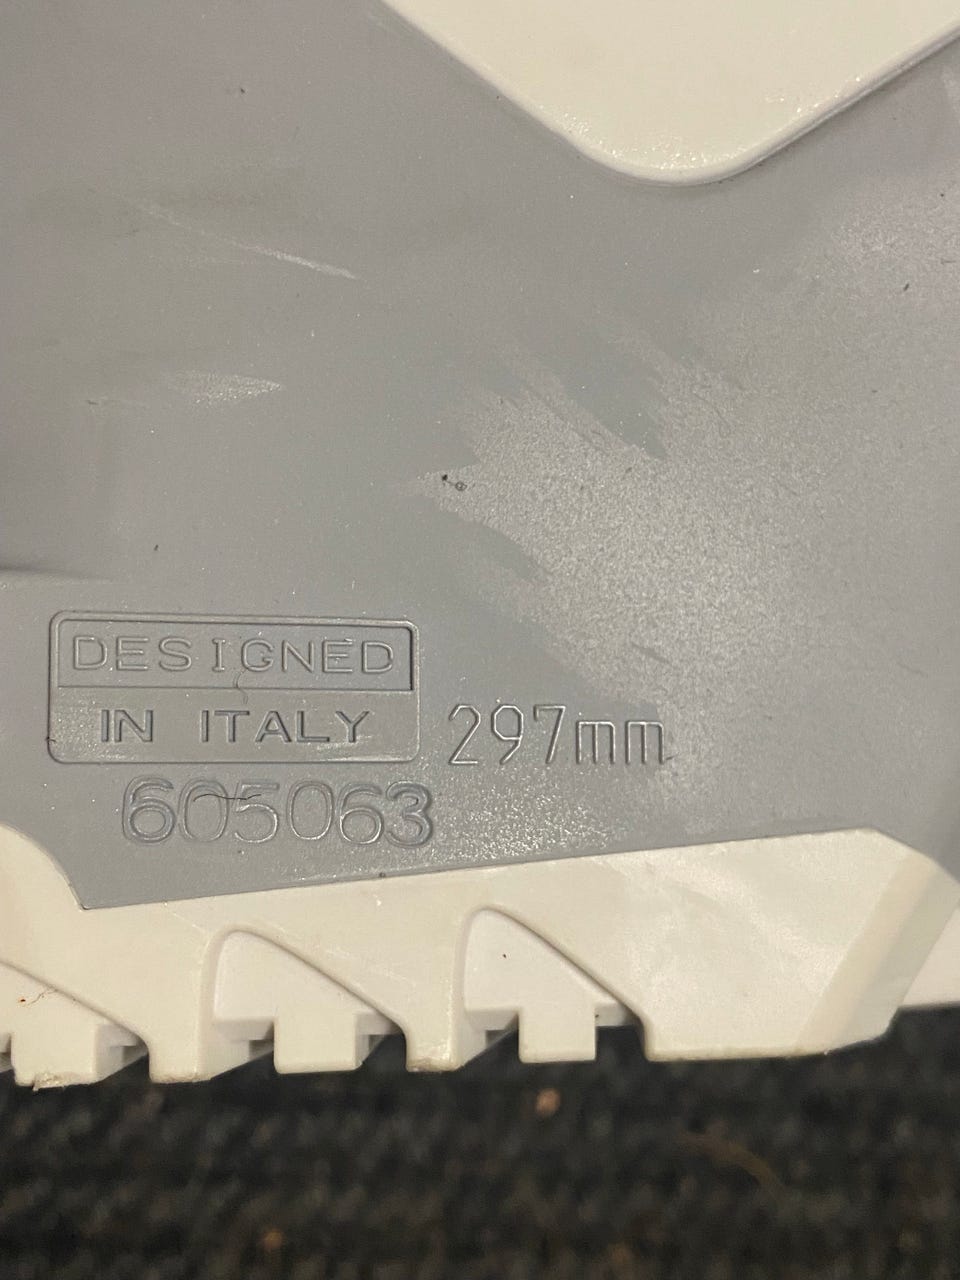 DESIGNED
IN ITALY
297mm
605063